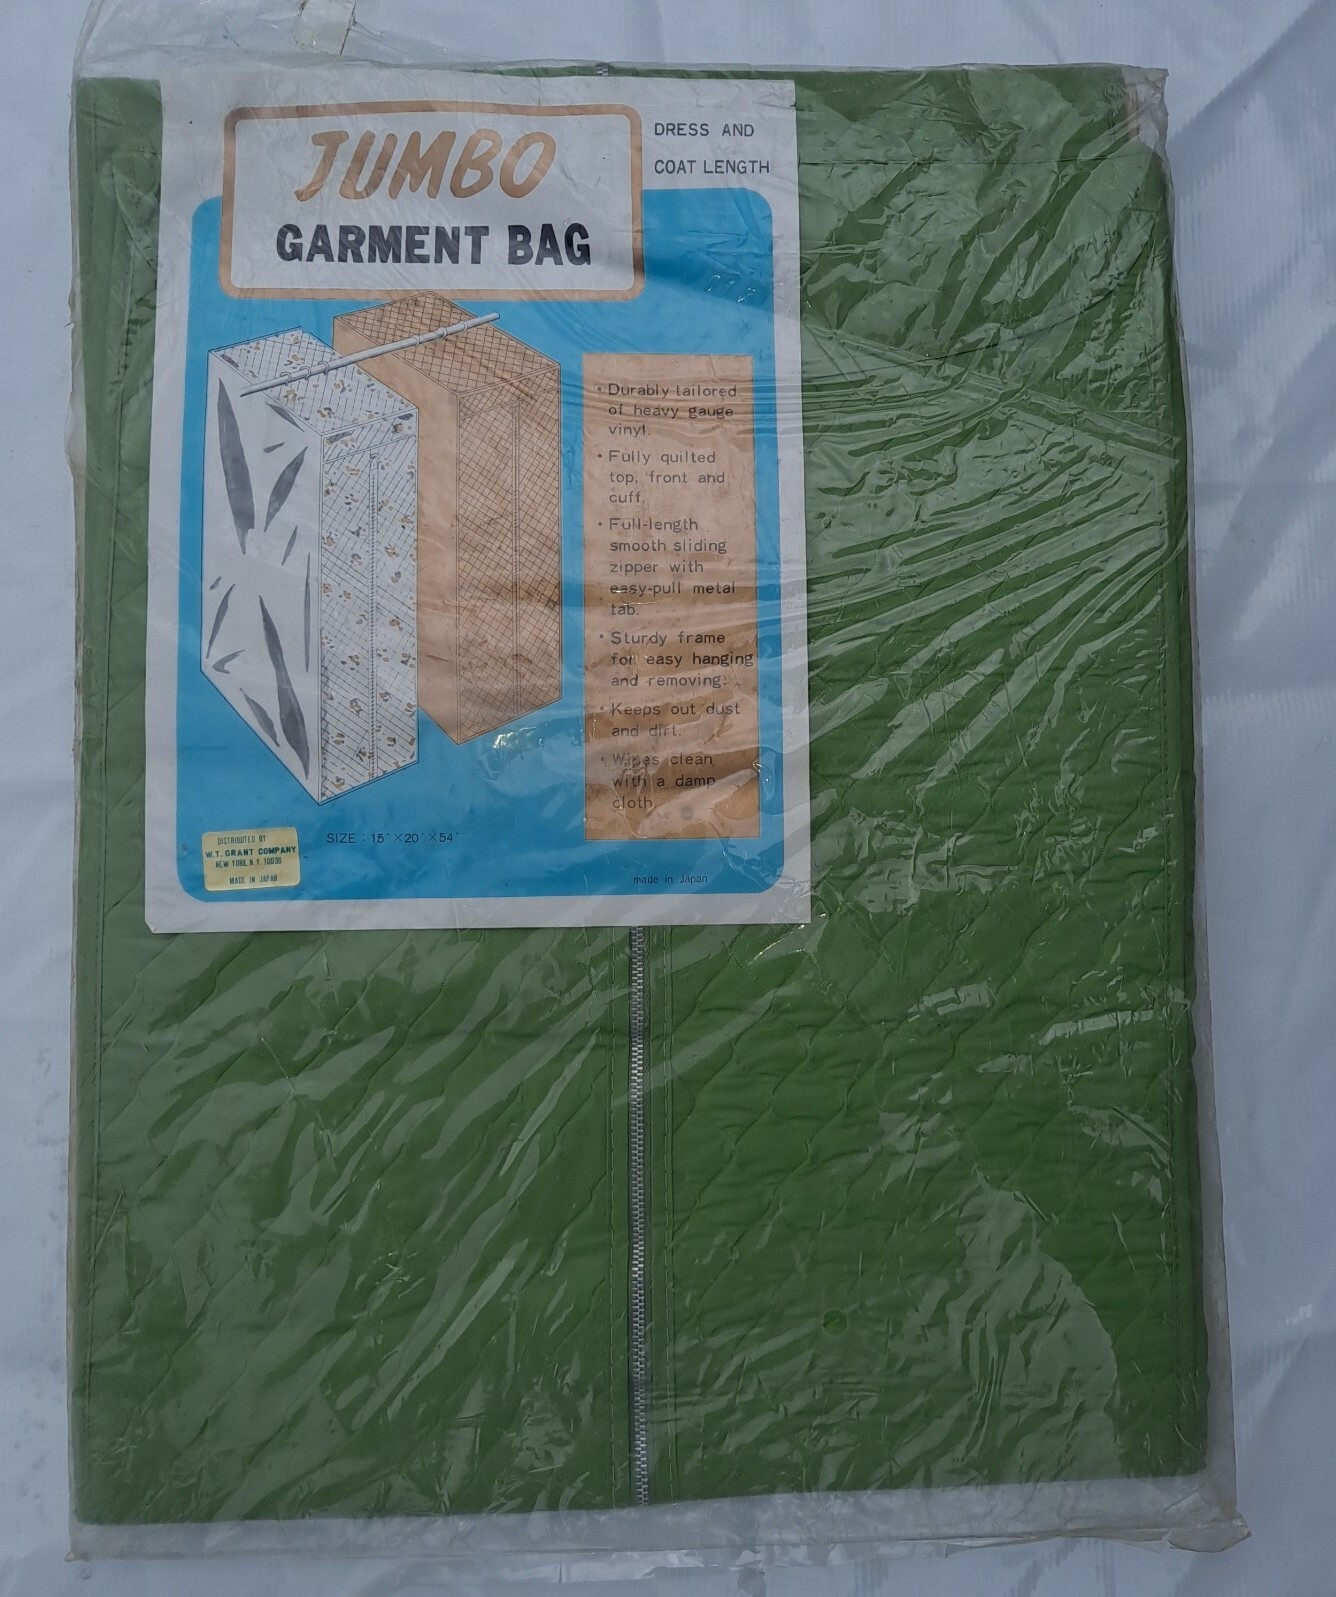 JUMBO
GARMENT BAG
DRESS AND
COAT LENGTH
• Durably tailored
of heavy gauge
vinyl.
• Fully quilted
top, front and
cuff.
• Full-length
smooth sliding
zipper with
easy-pull metal
tab.
• Sturdy frame
for easy hanging
and removing.
• Keeps out dust
and dirt.
• Wipes clean
with a damp
cloth.
SIZE : 15"×20"×54"
DISTRIBUTED BY
W.T. GRANT COMPANY
NEW YORK, N.Y. 10036
MADE IN JAPAN
made in Japan